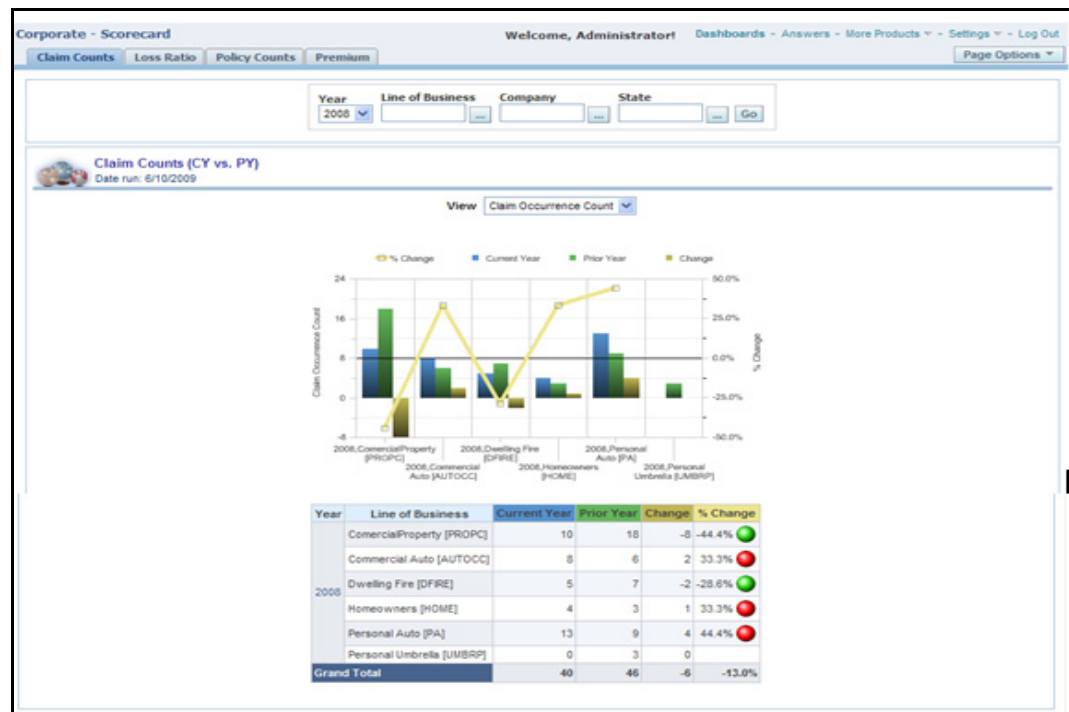 Corporate - Scorecard
Welcome, Administrator!
Dashboards - Answers - More Products - Settings - Log Out
Claim Counts
Loss Ratio
Policy Counts
Premium
Page Options
Year
Line of Business
Company
State
2008
...
...
...
Go
Claim Counts (CY vs. PY)
Date run: 6/10/2009
View
Claim Occurrence Count
% Change
Current Year
Prior Year
Change
24
16
8
0
-8
Claim Occurrence Count
50.0%
25.0%
0.0%
-25.0%
-50.0%
% Change
2008,ComercialProperty
[PROPC]
2008,Commercial
Auto [AUTOCC]
2008,Dwelling Fire
[DFIRE]
2008,Homeowners
[HOME]
2008,Personal
Auto [PA]
2008,Personal
Umbrella [UMBRP]
Year Line of Business Current Year Prior Year Change % Change
2008
ComercialProperty [PROPC] 10 18 -8 -44.4%
Commercial Auto [AUTOCC] 8 6 2 33.3%
Dwelling Fire [DFIRE] 5 7 -2 -28.6%
Homeowners [HOME] 4 3 1 33.3%
Personal Auto [PA] 13 9 4 44.4%
Personal Umbrella [UMBRP] 0 3 0
Grand Total 40 46 -6 -13.0%